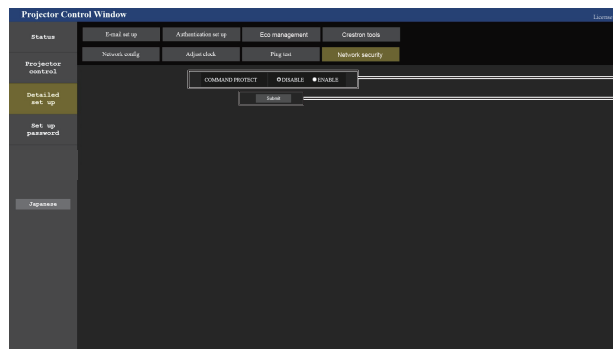 Projector Control Window
License
Status
E-mail set up
Authentication set up
Eco management
Crestron tools
Network config
Adjust clock
Ping test
Network security
Projector
control
COMMAND PROTECT
DISABLE
ENABLE
Detailed
set up
Submit
Set up
password
Japanese